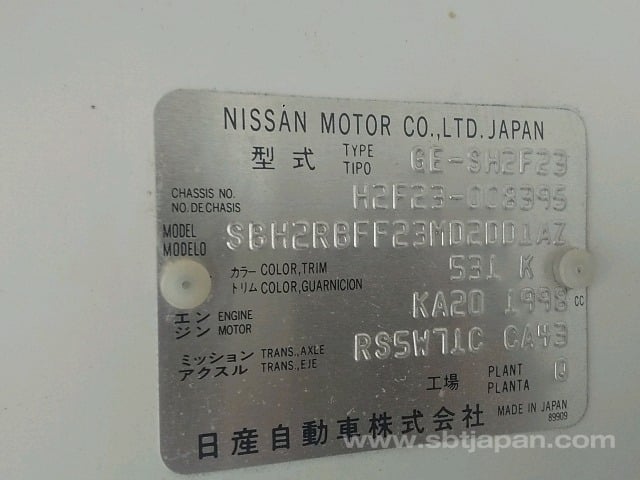 NISSAN MOTOR CO.,LTD. JAPAN
型式 TYPE TIPO GE-SH2F23
CHASSIS NO. NO. DE CHASIS H2F23-008395
MODEL MODELO SBH2RBFF23MD2DD1AZ
カラー COLOR,TRIM 531 K
トリム COLOR,GUARNICION
エンジン ENGINE MOTOR KA20 1998 cc
ミッション TRANS.,AXLE RS5W71C CA43
アクスル TRANS.,EJE
工場 PLANT PLANTA Q
MADE IN JAPAN
89909
日産自動車株式会社
www.sbtjapan.com